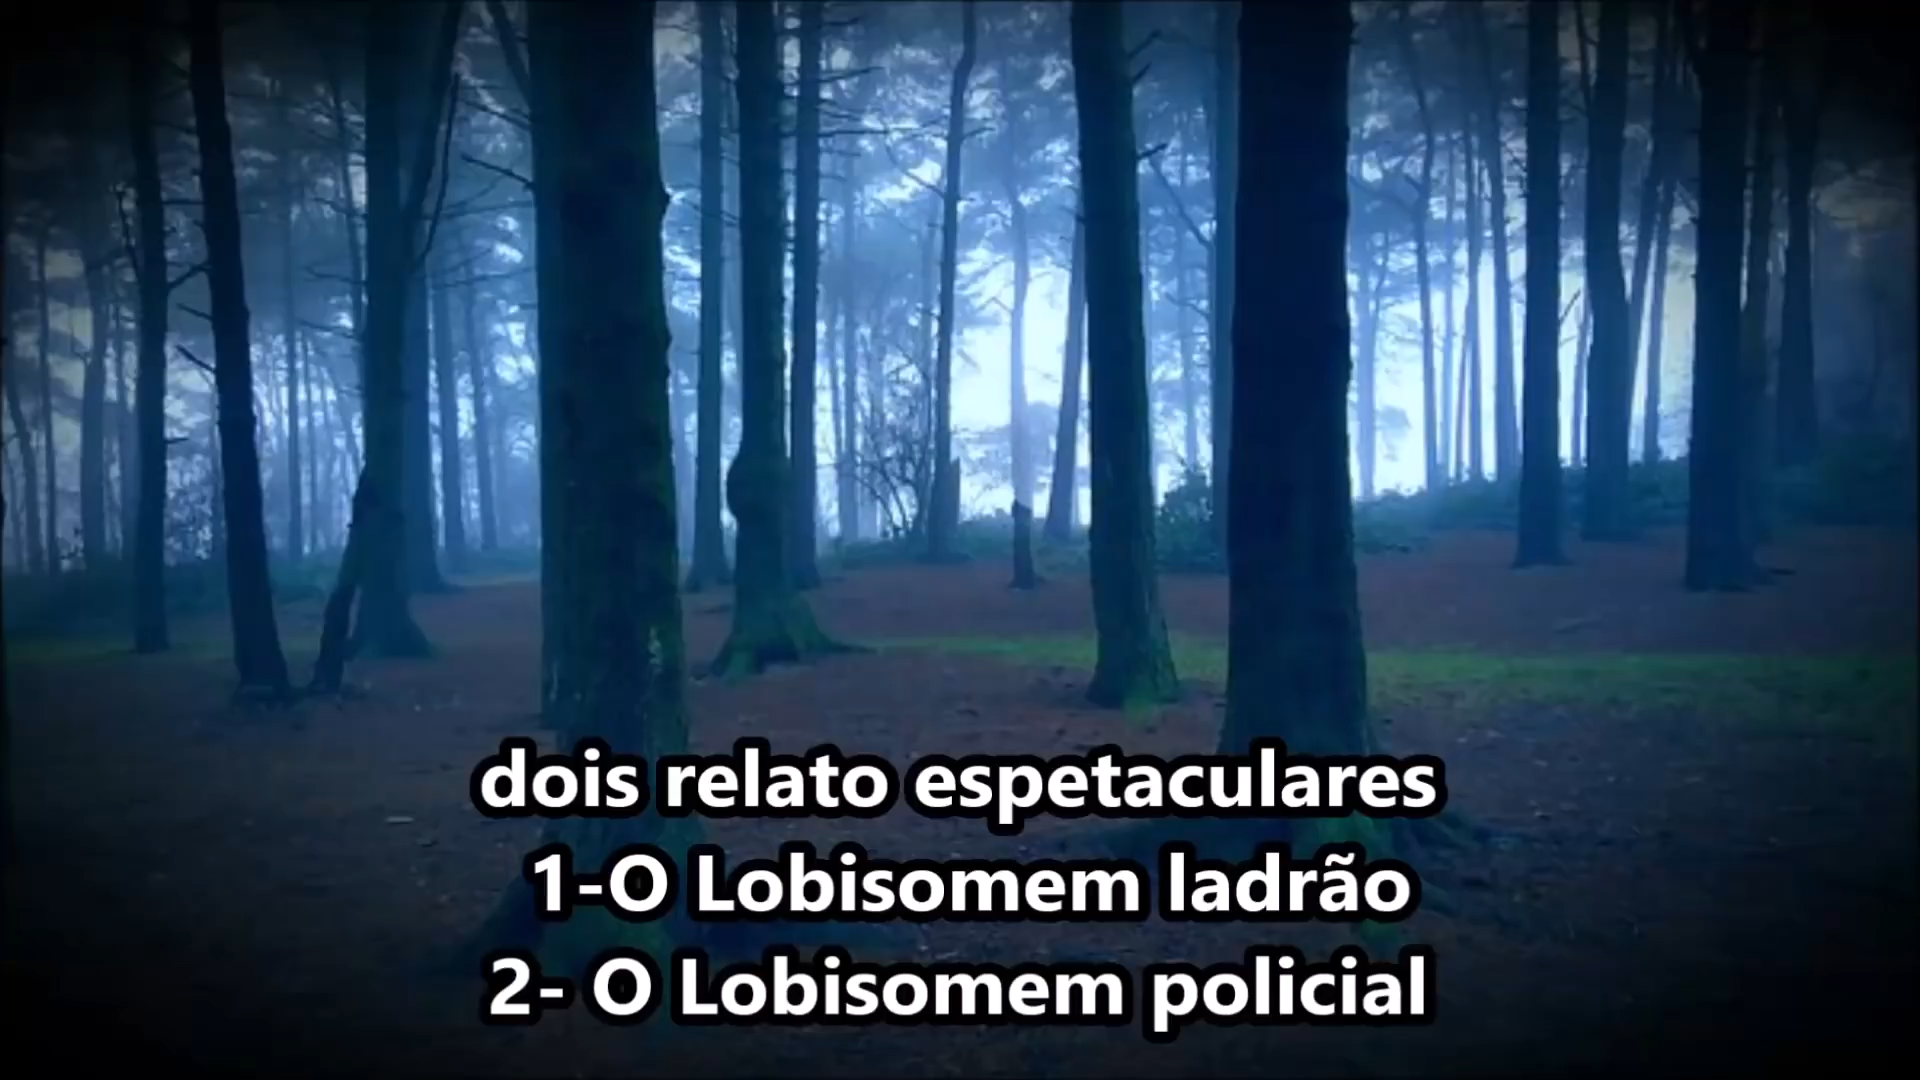 dois relato espetaculares
1-O Lobisomem ladrão
2- O Lobisomem policial